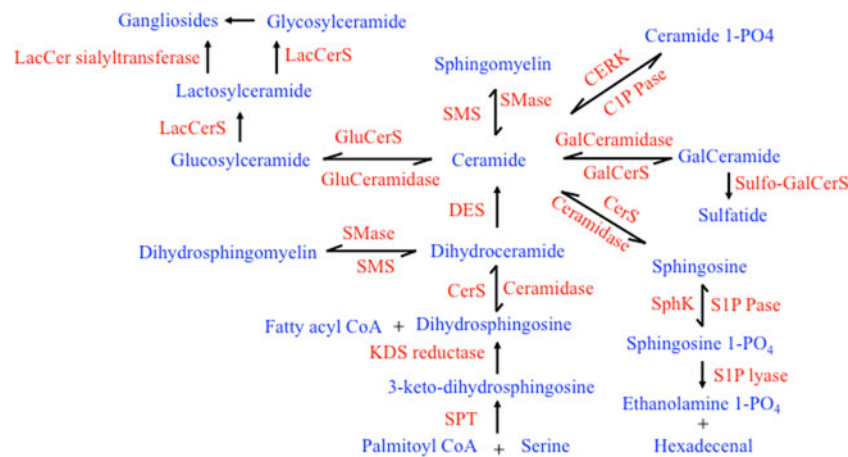 Gangliosides Glycosylceramide
LacCer sialyltransferase LacCerS
Ceramide 1-PO4
Sphingomyelin
CERK
C1P Pase
Lactosylceramide
SMS SMase
LacCerS
GluCerS
GalCeramidase
Glucosylceramide Ceramide GalCeramide
GluCeramidase
GalCerS
Sulfo-GalCerS
DES
CerS
Ceramidase
Sulfatide
SMase
Dihydrosphingomyelin Dihydroceramide
SMS
Sphingosine
CerS Ceramidase
SphK S1P Pase
Fatty acyl CoA + Dihydrosphingosine
KDS reductase
Sphingosine 1-PO4
S1P lyase
3-keto-dihydrosphingosine
SPT
Ethanolamine 1-PO4
+
Palmitoyl CoA + Serine Hexadecenal